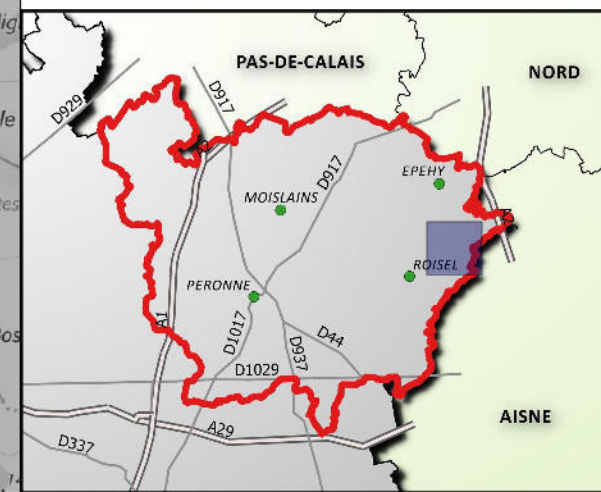 PAS-DE-CALAIS
NORD
D929
D917
A2
D917
EPEHY
MOISLAINS
ROISEL
PERONNE
A1
D1017
D937
D44
D1029
AISNE
A29
D337